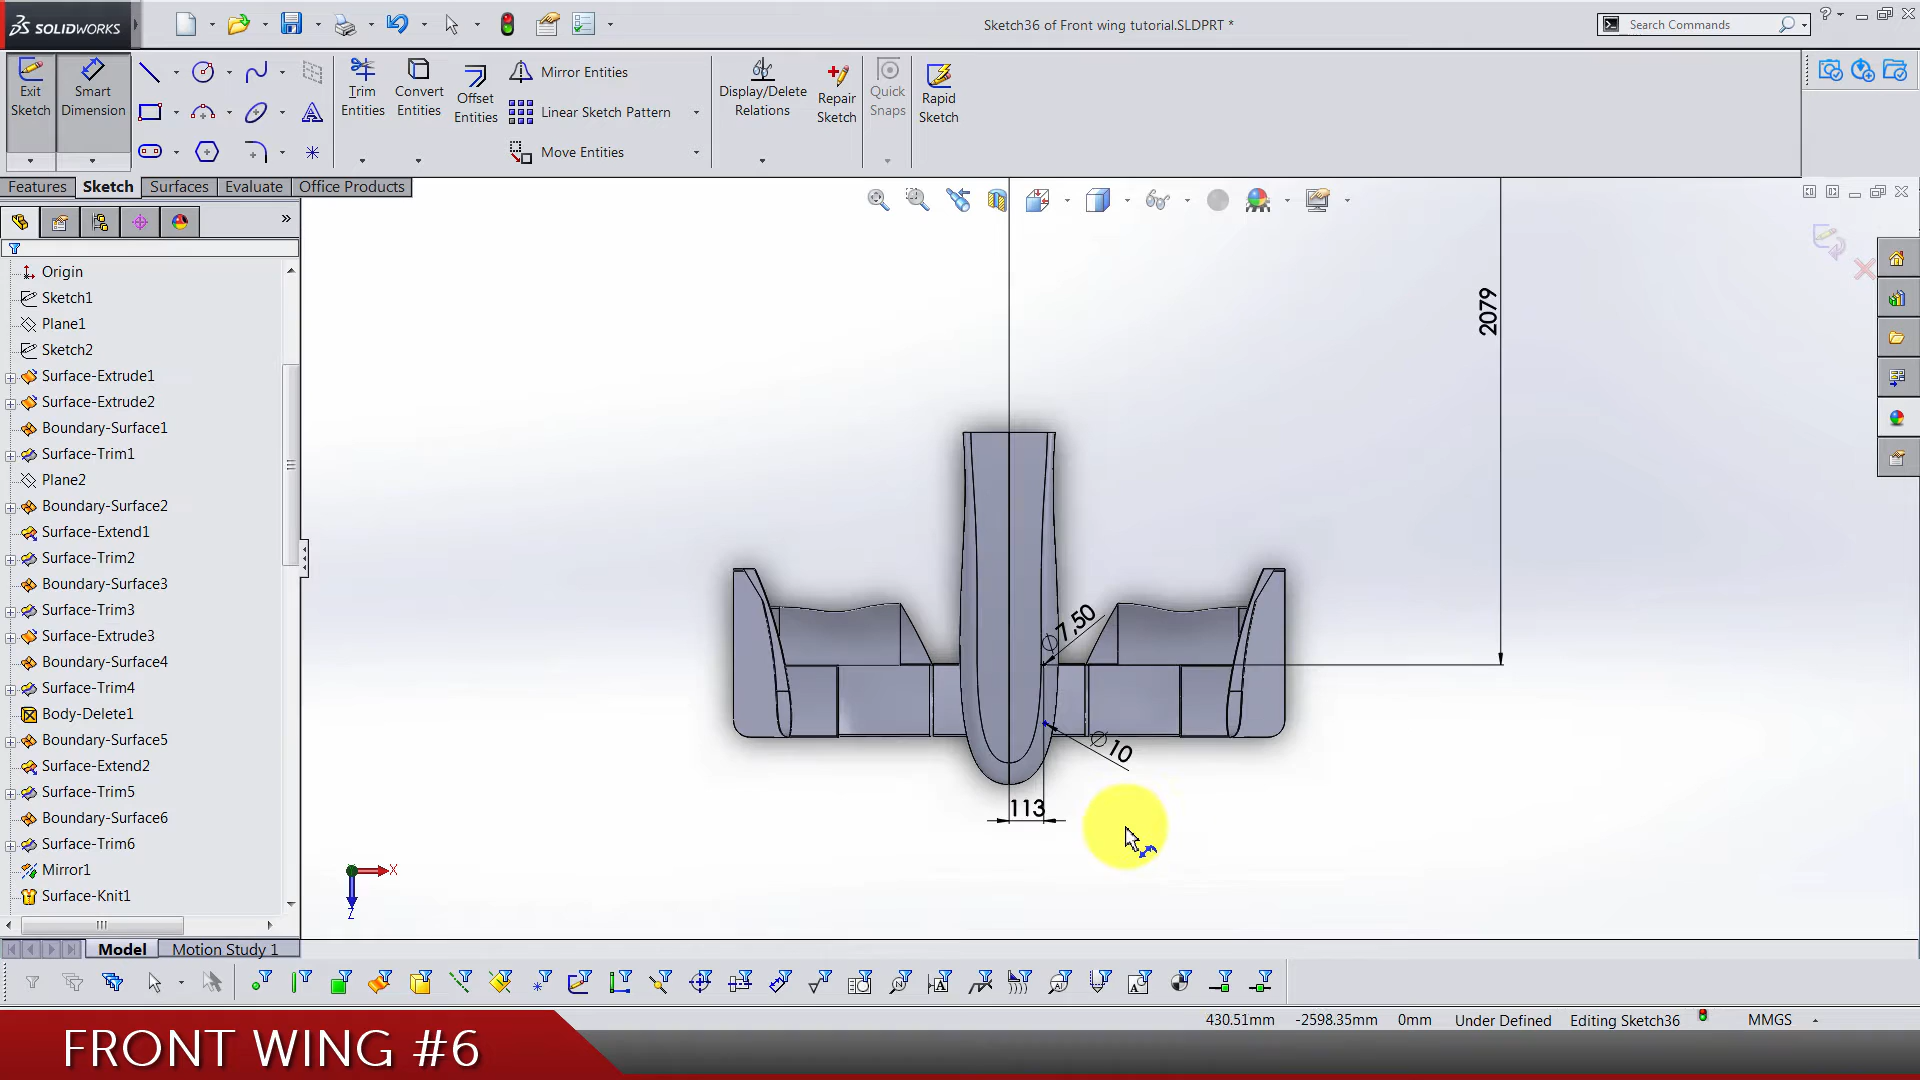 SOLIDWORKS
Sketch36 of Front wing tutorial.SLDPRT *
Search Commands
Exit Sketch
Smart Dimension
Trim Entities
Convert Entities
Offset Entities
Mirror Entities
Linear Sketch Pattern
Move Entities
Display/Delete Relations
Repair Sketch
Quick Snaps
Rapid Sketch
Features
Sketch
Surfaces
Evaluate
Office Products
Origin
Sketch1
Plane1
Sketch2
Surface-Extrude1
Surface-Extrude2
Boundary-Surface1
Surface-Trim1
Plane2
Boundary-Surface2
Surface-Extend1
Surface-Trim2
Boundary-Surface3
Surface-Trim3
Surface-Extrude3
Boundary-Surface4
Surface-Trim4
Body-Delete1
Boundary-Surface5
Surface-Extend2
Surface-Trim5
Boundary-Surface6
Surface-Trim6
Mirror1
Surface-Knit1
2079
∅7,50
∅10
113
X
Z
Model
Motion Study 1
430.51mm
-2598.35mm
0mm
Under Defined
Editing Sketch36
MMGS
FRONT WING #6